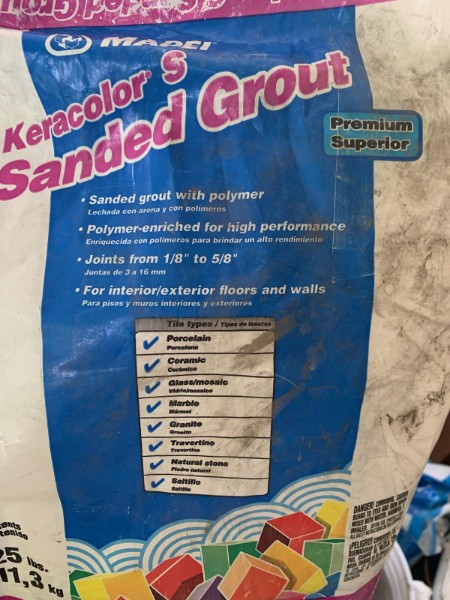 MAPEI
Keracolor® S
Sanded Grout
Premium
Superior
• Sanded grout with polymer
Lechada con arena y con polímeros
• Polymer-enriched for high performance
Enriquecida con polímeros para brindar un alto rendimiento
• Joints from 1/8" to 5/8"
Juntas de 3 a 16 mm
• For interior/exterior floors and walls
Para pisos y muros interiores y exteriores
Tile types / Tipos de losetas
Porcelain
Porcelana
Ceramic
Cerámica
Glass/mosaic
Vidrio/mosaico
Marble
Mármol
Granite
Granito
Travertine
Travertino
Natural stone
Piedra natural
Saltillo
Saltillo
25 lbs.
11,3 kg